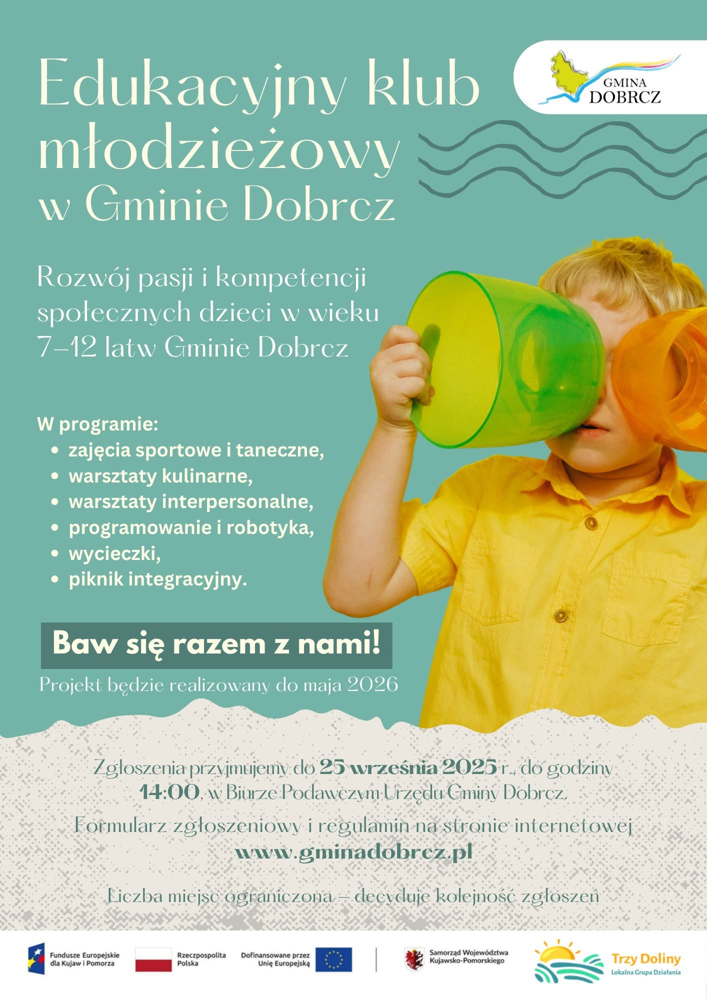 Edukacyjny klub
młodzieżowy
w Gminie Dobrcz
GMINA
DOBRCZ
Rozwój pasji i kompetencji
społecznych dzieci w wieku
7–12 latw Gminie Dobrcz
W programie:
• zajęcia sportowe i taneczne,
• warsztaty kulinarne,
• warsztaty interpersonalne,
• programowanie i robotyka,
• wycieczki,
• piknik integracyjny.
Baw się razem z nami!
Projekt będzie realizowany do maja 2026
Zgłoszenia przyjmujemy do 25 września 2025 r., do godziny
14:00, w Biurze Podawczym Urzędu Gminy Dobrcz.
Formularz zgłoszeniowy i regulamin na stronie internetowej
www.gminadobrcz.pl
Liczba miejsc ograniczona – decyduje kolejność zgłoszeń
Fundusze Europejskie
dla Kujaw i Pomorza
Rzeczpospolita
Polska
Dofinansowane przez
Unię Europejską
Samorząd Województwa
Kujawsko-Pomorskiego
Trzy Doliny
Lokalna Grupa Działania